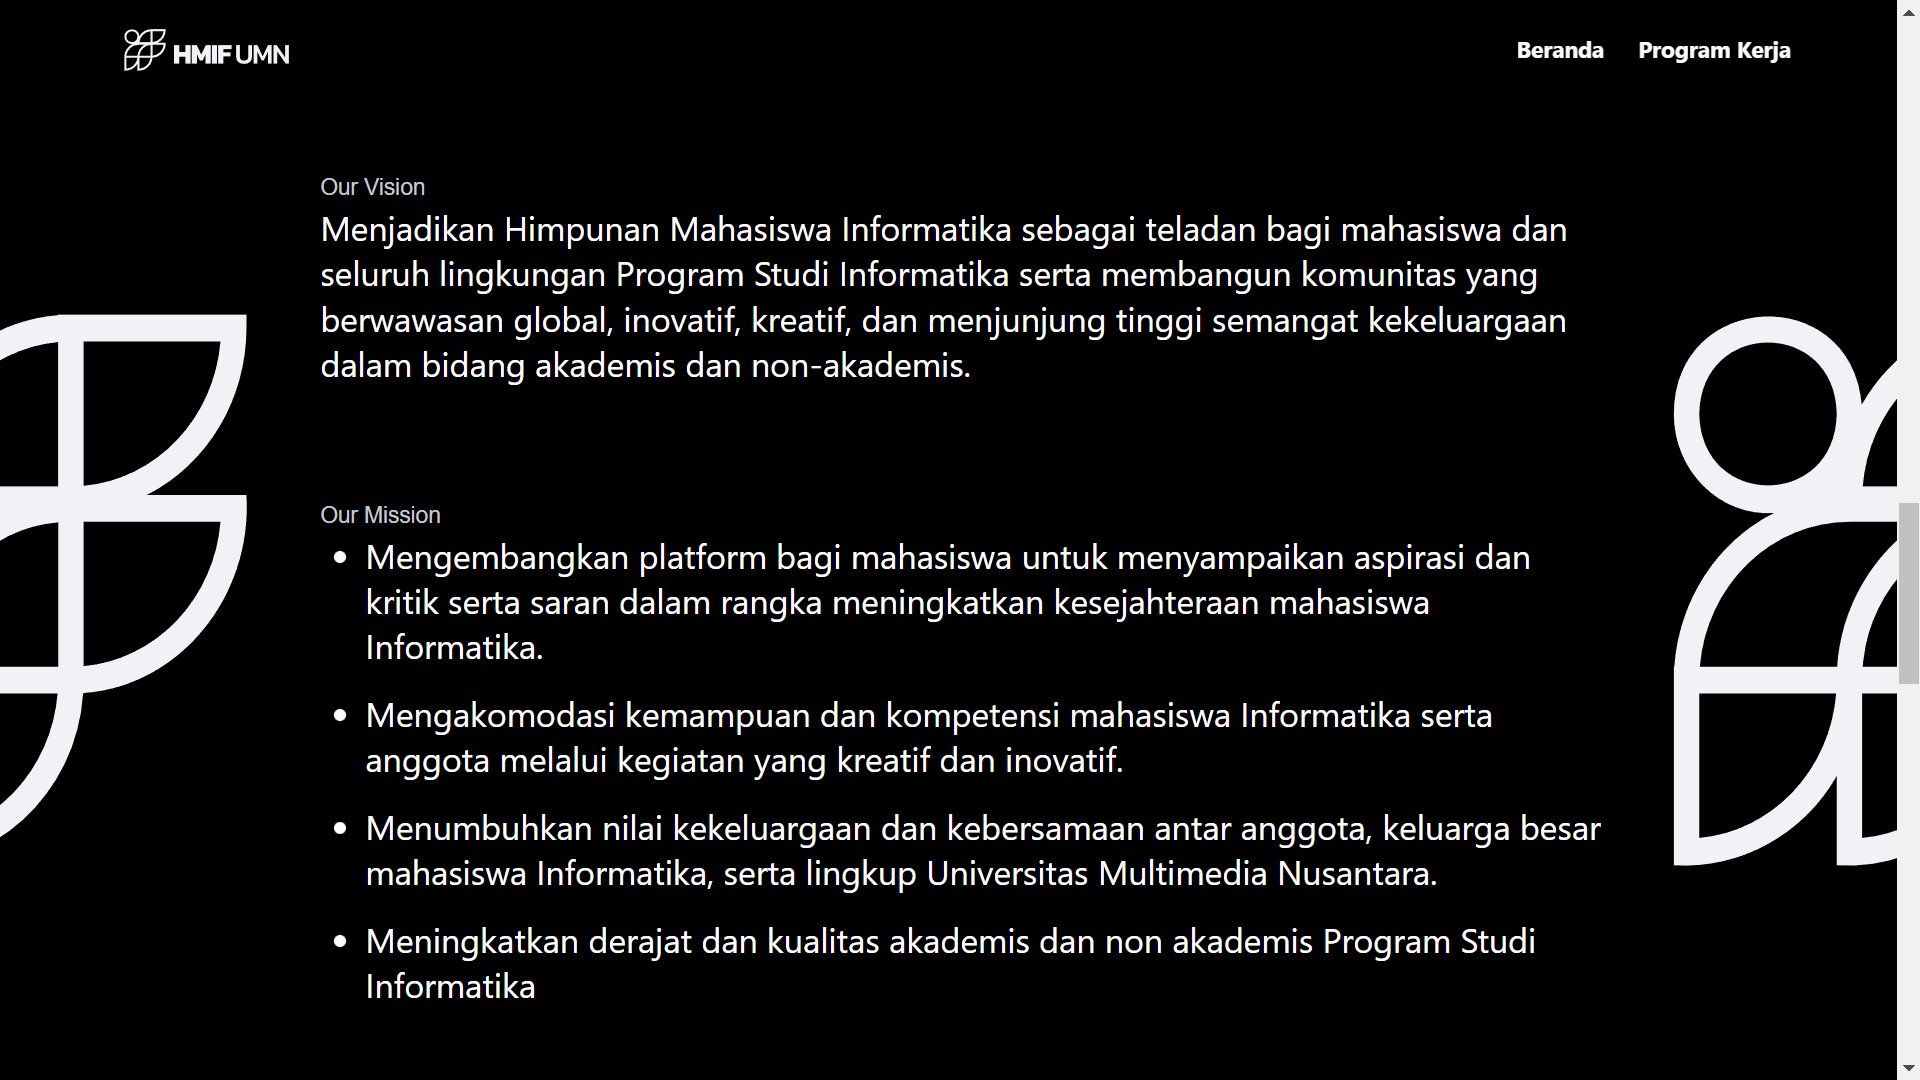 HMIF UMN
Beranda
Program Kerja
Our Vision
Menjadikan Himpunan Mahasiswa Informatika sebagai teladan bagi mahasiswa dan
seluruh lingkungan Program Studi Informatika serta membangun komunitas yang
berwawasan global, inovatif, kreatif, dan menjunjung tinggi semangat kekeluargaan
dalam bidang akademis dan non-akademis.
Our Mission
• Mengembangkan platform bagi mahasiswa untuk menyampaikan aspirasi dan
kritik serta saran dalam rangka meningkatkan kesejahteraan mahasiswa
Informatika.
• Mengakomodasi kemampuan dan kompetensi mahasiswa Informatika serta
anggota melalui kegiatan yang kreatif dan inovatif.
• Menumbuhkan nilai kekeluargaan dan kebersamaan antar anggota, keluarga besar
mahasiswa Informatika, serta lingkup Universitas Multimedia Nusantara.
• Meningkatkan derajat dan kualitas akademis dan non akademis Program Studi
Informatika